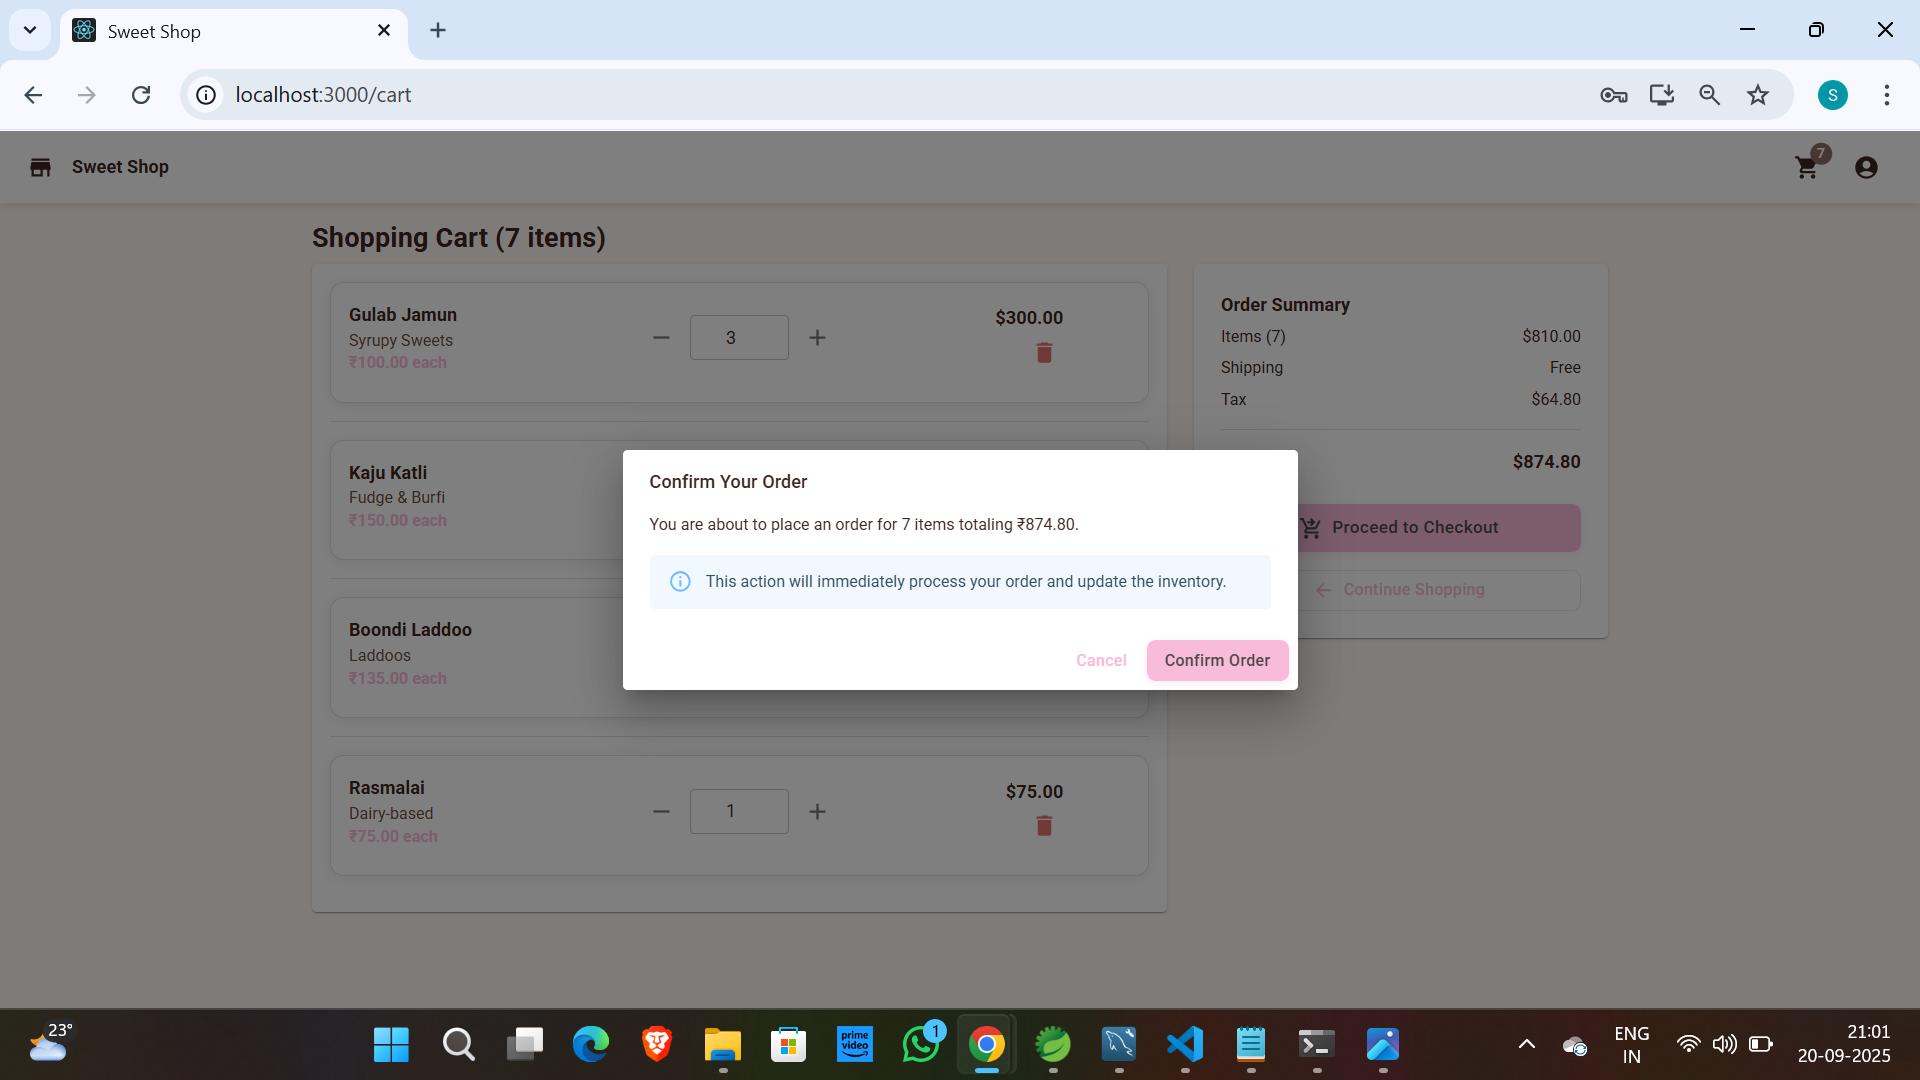 Sweet Shop
localhost:3000/cart
S
Sweet Shop
7
Shopping Cart (7 items)
Gulab Jamun
Syrupy Sweets
₹100.00 each
3
$300.00
Kaju Katli
Fudge & Burfi
₹150.00 each
Boondi Laddoo
Laddoos
₹135.00 each
Rasmalai
Dairy-based
₹75.00 each
1
$75.00
Order Summary
Items (7) $810.00
Shipping Free
Tax $64.80
$874.80
Proceed to Checkout
Continue Shopping
Confirm Your Order
You are about to place an order for 7 items totaling ₹874.80.
This action will immediately process your order and update the inventory.
Cancel
Confirm Order
23°
prime
video
1
ENG
IN
21:01
20-09-2025